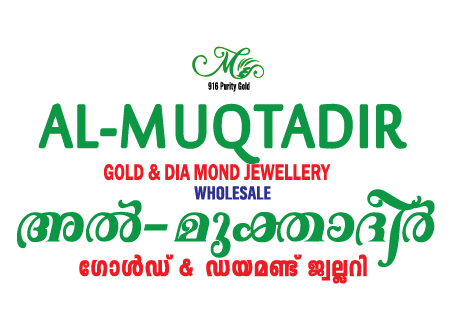 916 Purity Gold
AL-MUQTADIR
GOLD & DIA MOND JEWELLERY
WHOLESALE
അൽ-മുക്താദിർ
ഗോൾഡ് & ഡയമണ്ട് ജ്വല്ലറി